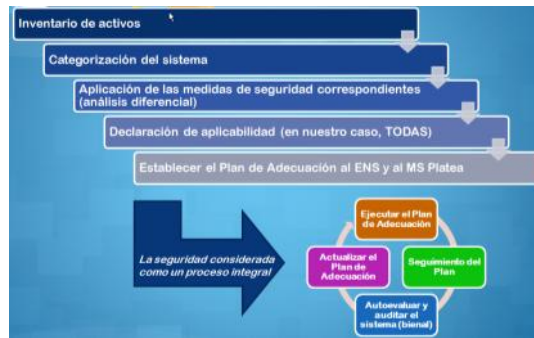 Inventario de activos
Categorización del sistema
Aplicación de las medidas de seguridad correspondientes
(análisis diferencial)
Declaración de aplicabilidad (en nuestro caso, TODAS)
Establecer el Plan de Adecuación al ENS y al MS Platea
La seguridad considerada
como un proceso integral
Ejecutar el Plan
de Adecuación
Actualizar el
Plan de
Adecuación
Seguimiento del
Plan
Autoevaluar y
auditar el
sistema (bienal)